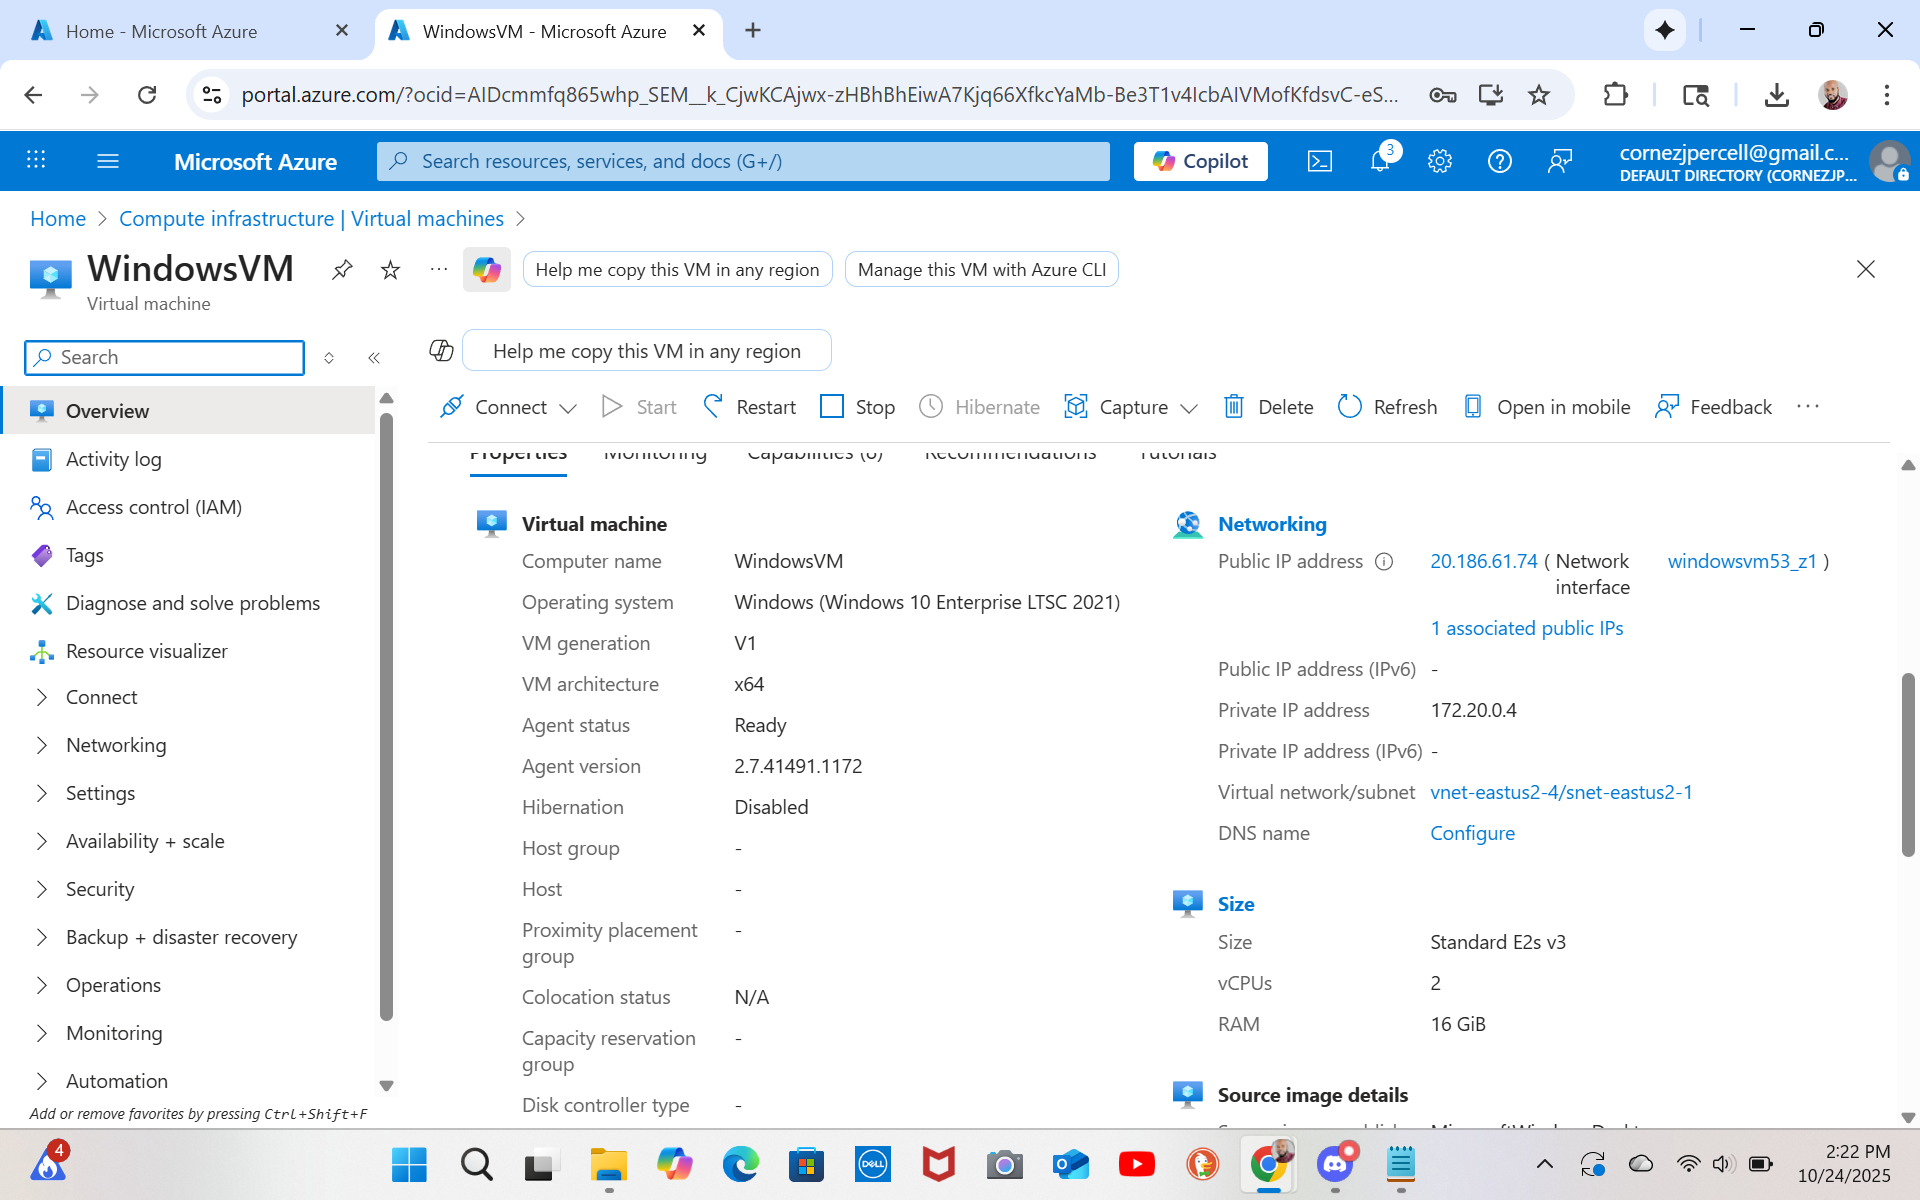 Home - Microsoft Azure
WindowsVM - Microsoft Azure
portal.azure.com/?ocid=AIDcmmfq865whp_SEM__k_CjwKCAjwx-zHBhBhEiwA7Kjq66XfkcYaMb-Be3T1v4IcbAIVMofKfdsvC-eS...
Microsoft Azure
Search resources, services, and docs (G+/)
Copilot
3
cornezjpercell@gmail.c...
DEFAULT DIRECTORY (CORNEZJP...
Home > Compute infrastructure | Virtual machines >
WindowsVM
Virtual machine
Help me copy this VM in any region
Manage this VM with Azure CLI
Search
Help me copy this VM in any region
Connect
Start
Restart
Stop
Hibernate
Capture
Delete
Refresh
Open in mobile
Feedback
Overview
Activity log
Access control (IAM)
Tags
Diagnose and solve problems
Resource visualizer
Connect
Networking
Settings
Availability + scale
Security
Backup + disaster recovery
Operations
Monitoring
Automation
Add or remove favorites by pressing Ctrl+Shift+F
Properties
Monitoring
Capabilities (8)
Recommendations
Tutorials
Virtual machine
Computer name WindowsVM
Operating system Windows (Windows 10 Enterprise LTSC 2021)
VM generation V1
VM architecture x64
Agent status Ready
Agent version 2.7.41491.1172
Hibernation Disabled
Host group -
Host -
Proximity placement -
group
Colocation status N/A
Capacity reservation -
group
Disk controller type -
Networking
Public IP address 20.186.61.74 ( Network windowsvm53_z1 )
interface
1 associated public IPs
Public IP address (IPv6) -
Private IP address 172.20.0.4
Private IP address (IPv6) -
Virtual network/subnet vnet-eastus2-4/snet-eastus2-1
DNS name Configure
Size
Size Standard E2s v3
vCPUs 2
RAM 16 GiB
Source image details
4
DELL
2:22 PM
10/24/2025